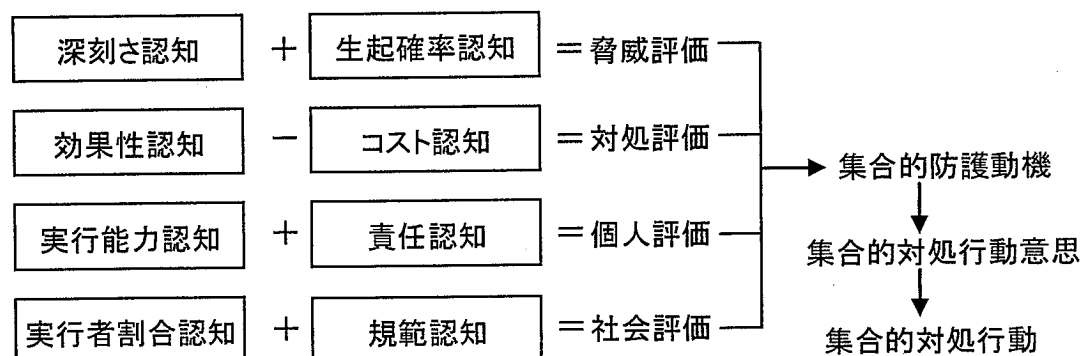 深刻さ認知 + 生起確率認知 =脅威評価
効果性認知 − コスト認知 =対処評価
集合的防護動機
実行能力認知 + 責任認知 =個人評価
集合的対処行動意思
実行者割合認知 + 規範認知 =社会評価
集合的対処行動